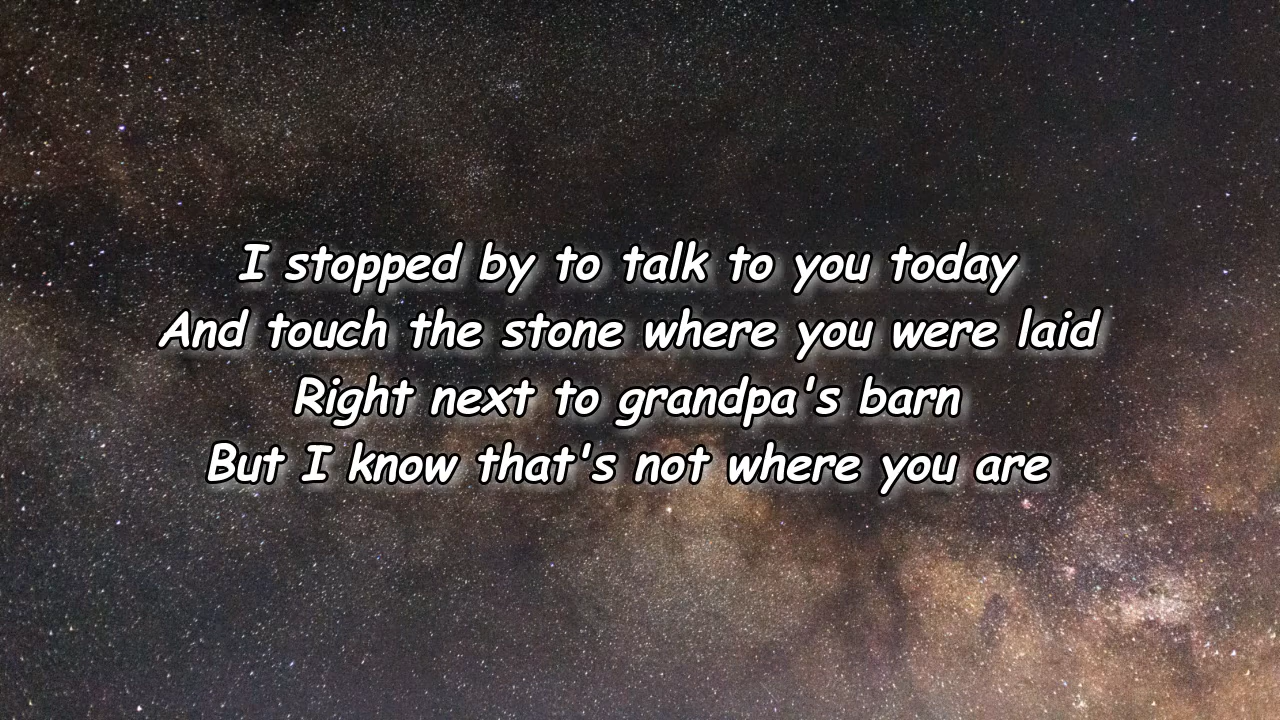 I stopped by to talk to you today
And touch the stone where you were laid
Right next to grandpa's barn
But I know that's not where you are